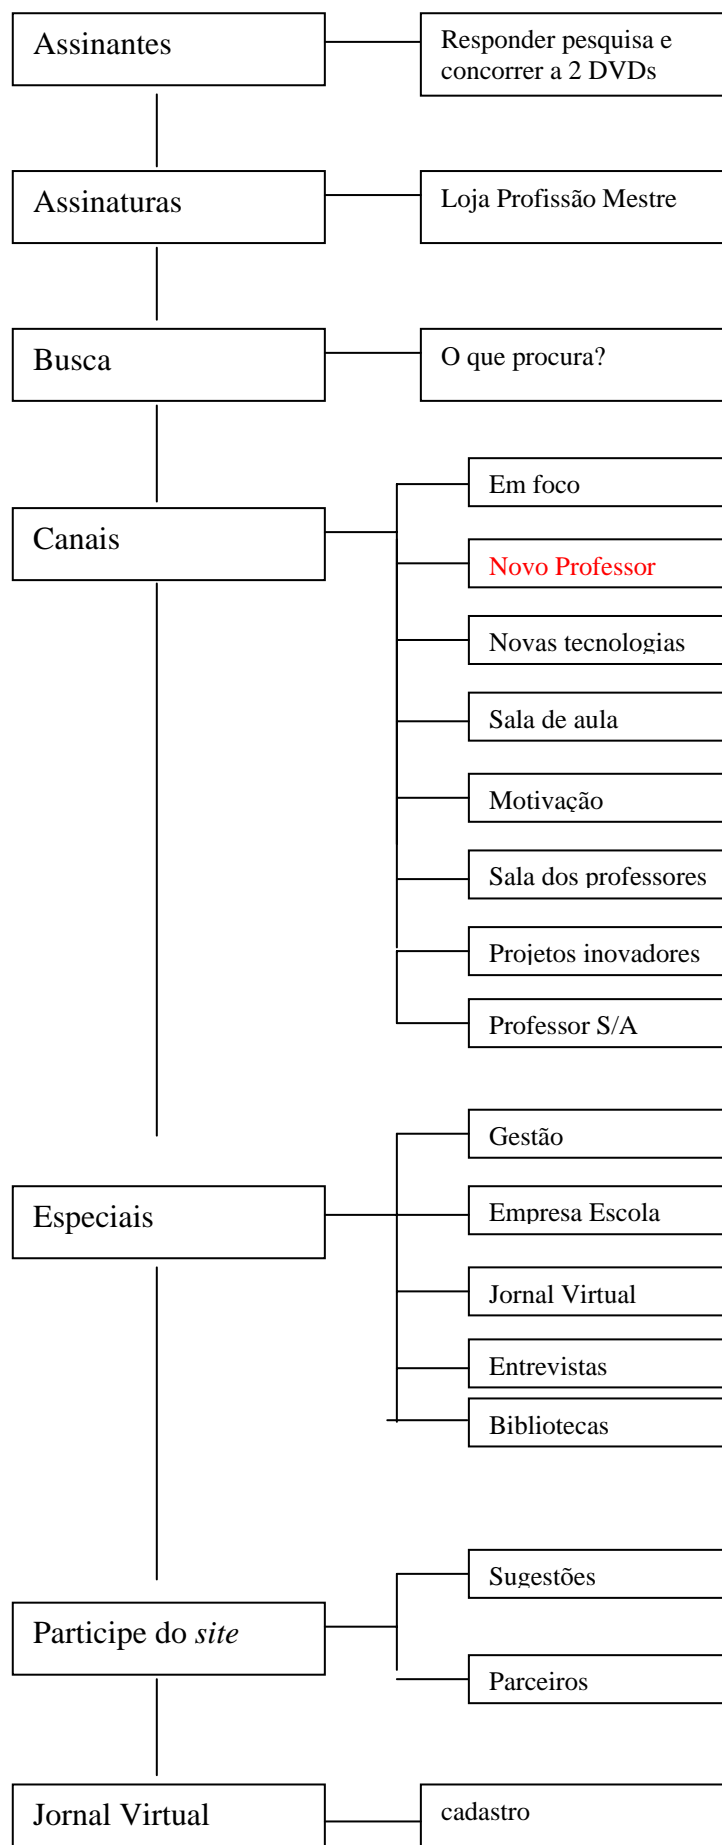 Assinantes
Responder pesquisa e
concorrer a 2 DVDs
Assinaturas
Loja Profissão Mestre
Busca
O que procura?
Canais
Em foco
Novo Professor
Novas tecnologias
Sala de aula
Motivação
Sala dos professores
Projetos inovadores
Professor S/A
Especiais
Gestão
Empresa Escola
Jornal Virtual
Entrevistas
Bibliotecas
Participe do site
Sugestões
Parceiros
Jornal Virtual
cadastro